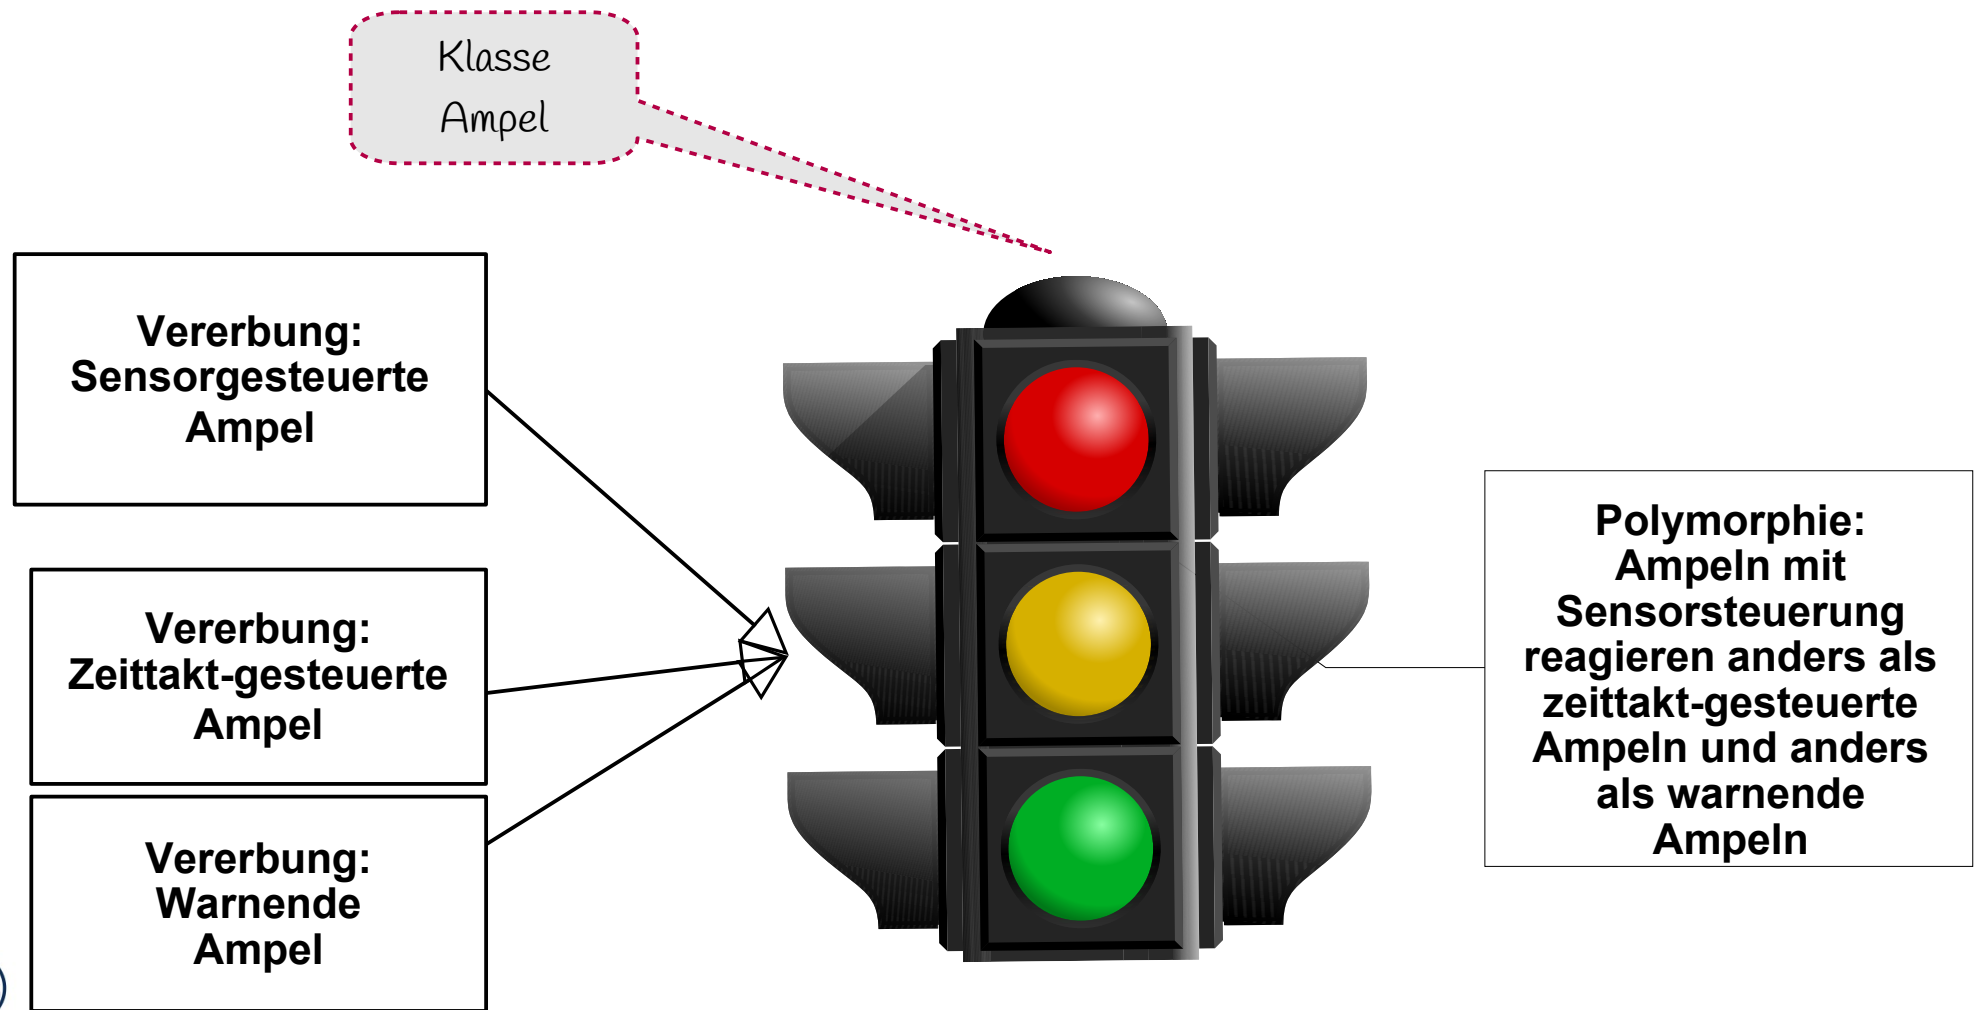 Klasse
Ampel
Vererbung:
Sensorgesteuerte
Ampel
Vererbung:
Zeittakt-gesteuerte
Ampel
Vererbung:
Warnende
Ampel
Polymorphie:
Ampeln mit
Sensorsteuerung
reagieren anders als
zeittakt-gesteuerte
Ampeln und anders
als warnende
Ampeln